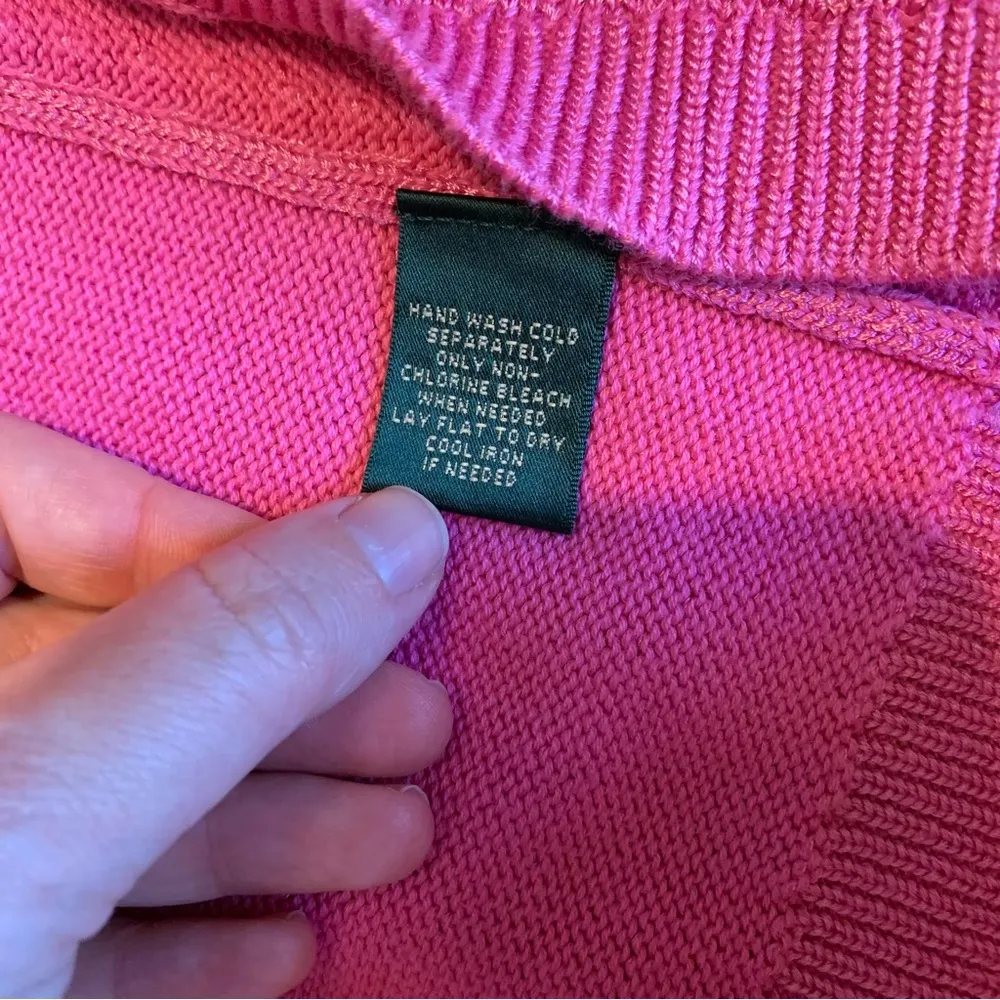 HAND WASH COLD
SEPARATELY
ONLY NON-
CHLORINE BLEACH
WHEN NEEDED
LAY FLAT TO DRY
COOL IRON
IF NEEDED